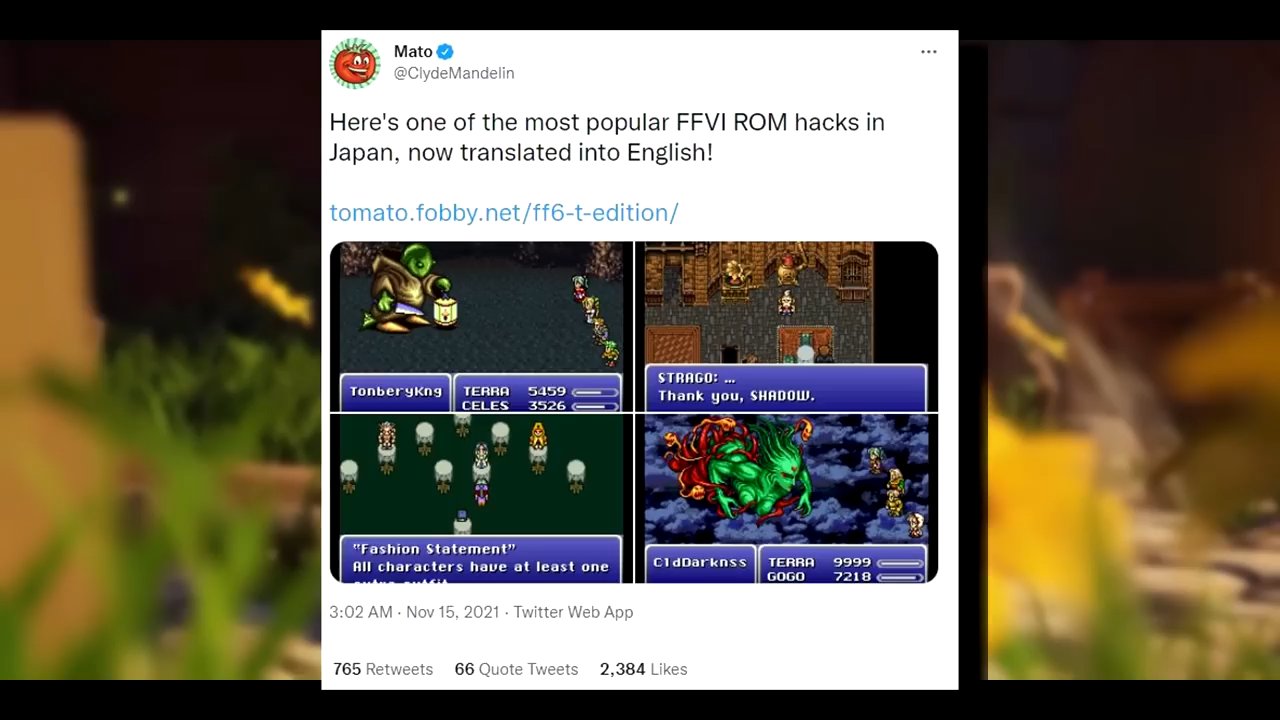 Mato
@ClydeMandelin
Here's one of the most popular FFVI ROM hacks in
Japan, now translated into English!
tomato.fobby.net/ff6-t-edition/
TonberyKng
TERRA 5459
CELES 3526
STRAGO: …
Thank you, SHADOW.
"Fashion Statement"
All characters have at least one
CldDarknss
TERRA 9999
GOGO 7218
3:02 AM · Nov 15, 2021 · Twitter Web App
765 Retweets 66 Quote Tweets 2,384 Likes